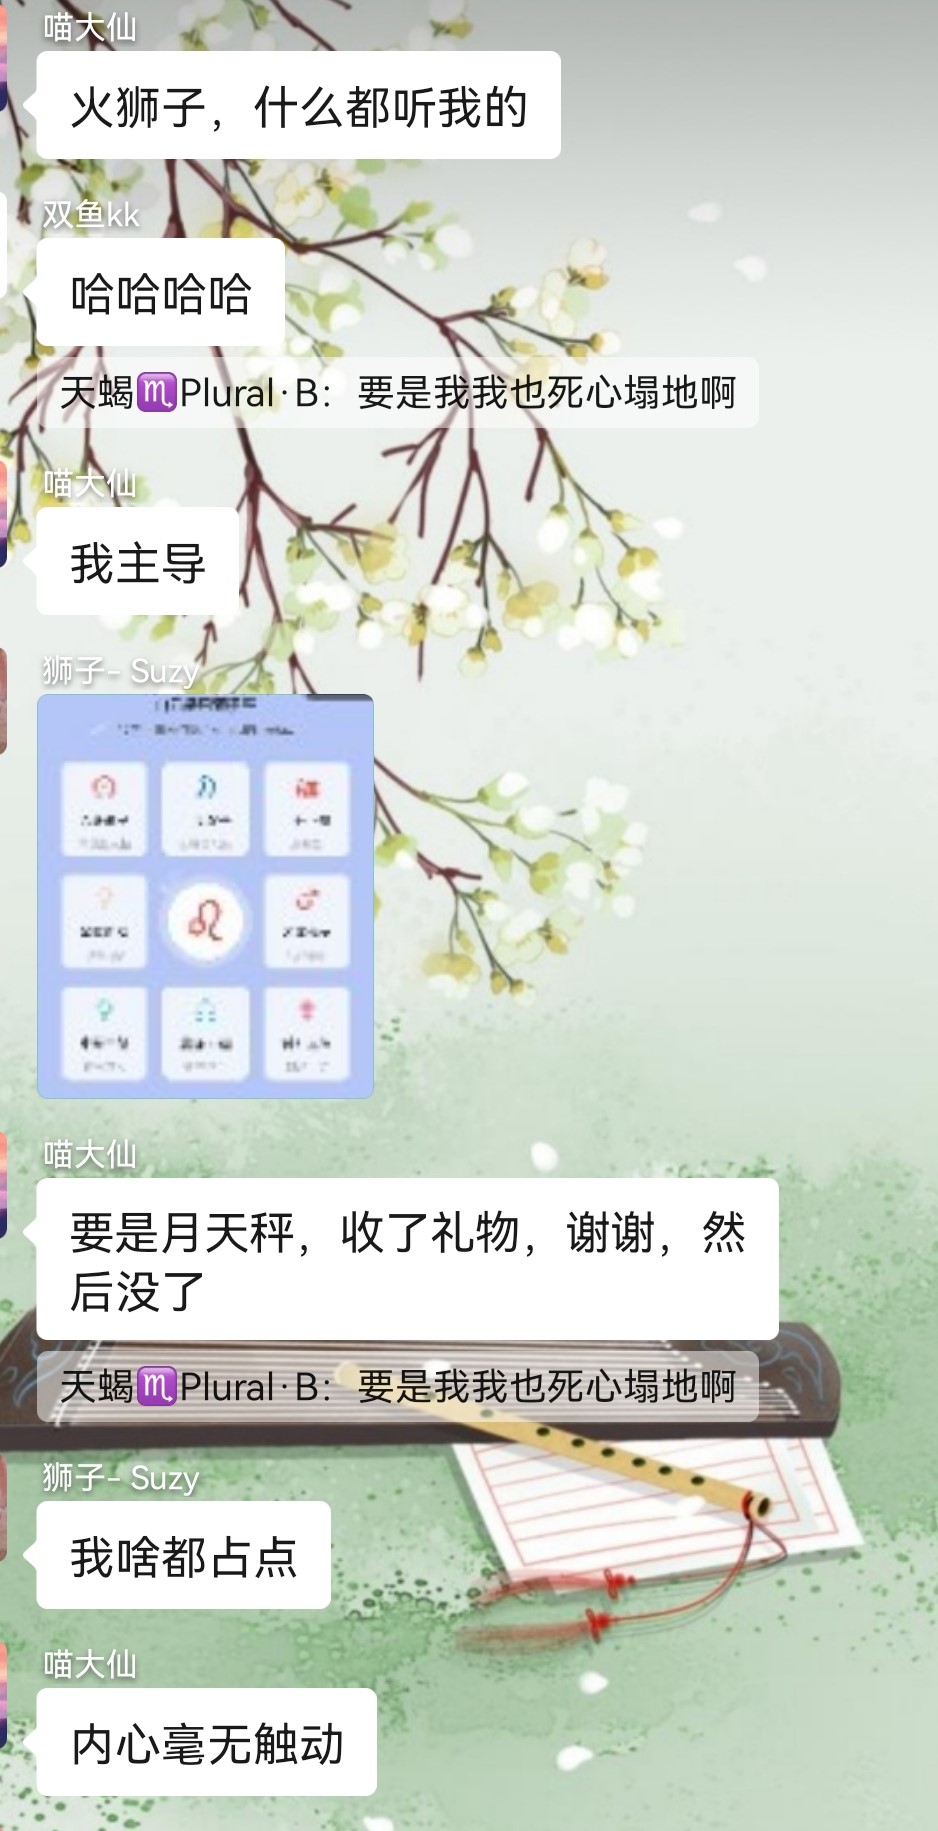 喵大仙
火狮子，什么都听我的
双鱼kk
哈哈哈哈
天蝎♏Plural·B：要是我我也死心塌地啊
喵大仙
我主导
狮子- Suzy
喵大仙
要是月天秤，收了礼物，谢谢，然
后没了
天蝎♏Plural·B：要是我我也死心塌地啊
狮子- Suzy
我啥都占点
喵大仙
内心毫无触动